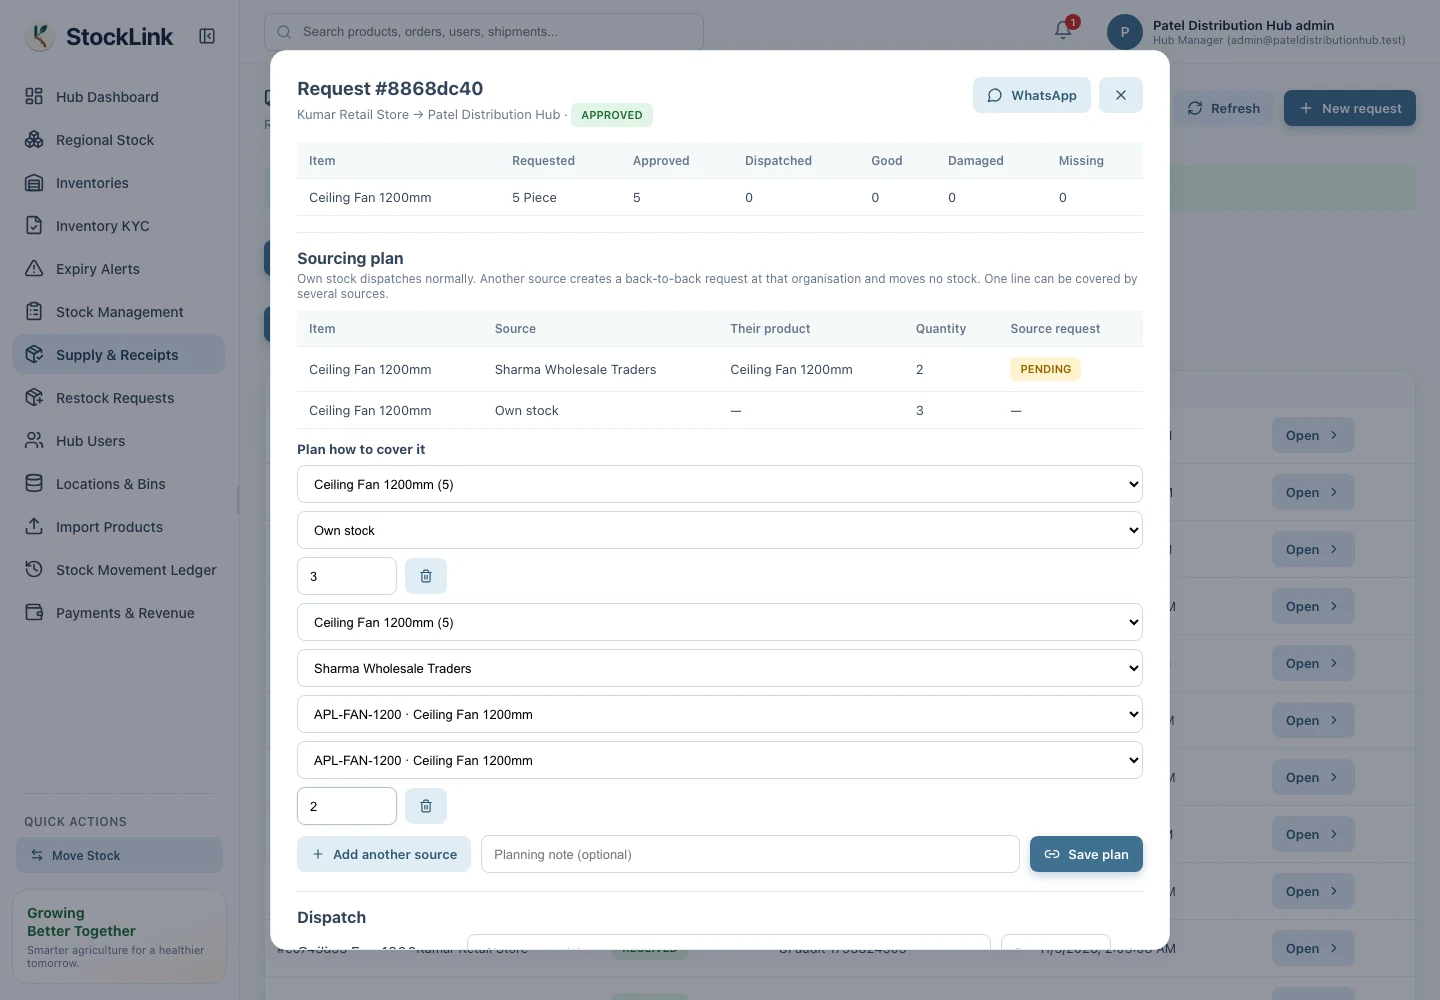 StockLink
Search products, orders, users, shipments...
1
P
Patel Distribution Hub admin
Hub Manager (admin@pateldistributionhub.test)
Hub Dashboard
Regional Stock
Inventories
Inventory KYC
Expiry Alerts
Stock Management
Supply & Receipts
Restock Requests
Hub Users
Locations & Bins
Import Products
Stock Movement Ledger
Payments & Revenue
QUICK ACTIONS
Move Stock
Growing
Better Together
Smarter agriculture for a healthier
tomorrow.
Refresh
New request
Request #8868dc40
Kumar Retail Store → Patel Distribution Hub · APPROVED
WhatsApp
Item Requested Approved Dispatched Good Damaged Missing
Ceiling Fan 1200mm 5 Piece 5 0 0 0 0
Sourcing plan
Own stock dispatches normally. Another source creates a back-to-back request at that organisation and moves no stock. One line can be covered by
several sources.
Item Source Their product Quantity Source request
Ceiling Fan 1200mm Sharma Wholesale Traders Ceiling Fan 1200mm 2 PENDING
Ceiling Fan 1200mm Own stock — 3 —
Plan how to cover it
Ceiling Fan 1200mm (5)
Own stock
3
Ceiling Fan 1200mm (5)
Sharma Wholesale Traders
APL-FAN-1200 · Ceiling Fan 1200mm
APL-FAN-1200 · Ceiling Fan 1200mm
2
Add another source
Planning note (optional)
Save plan
Dispatch
Open
Open
Open
Open
Open
Open
Open
Open
Open
Open